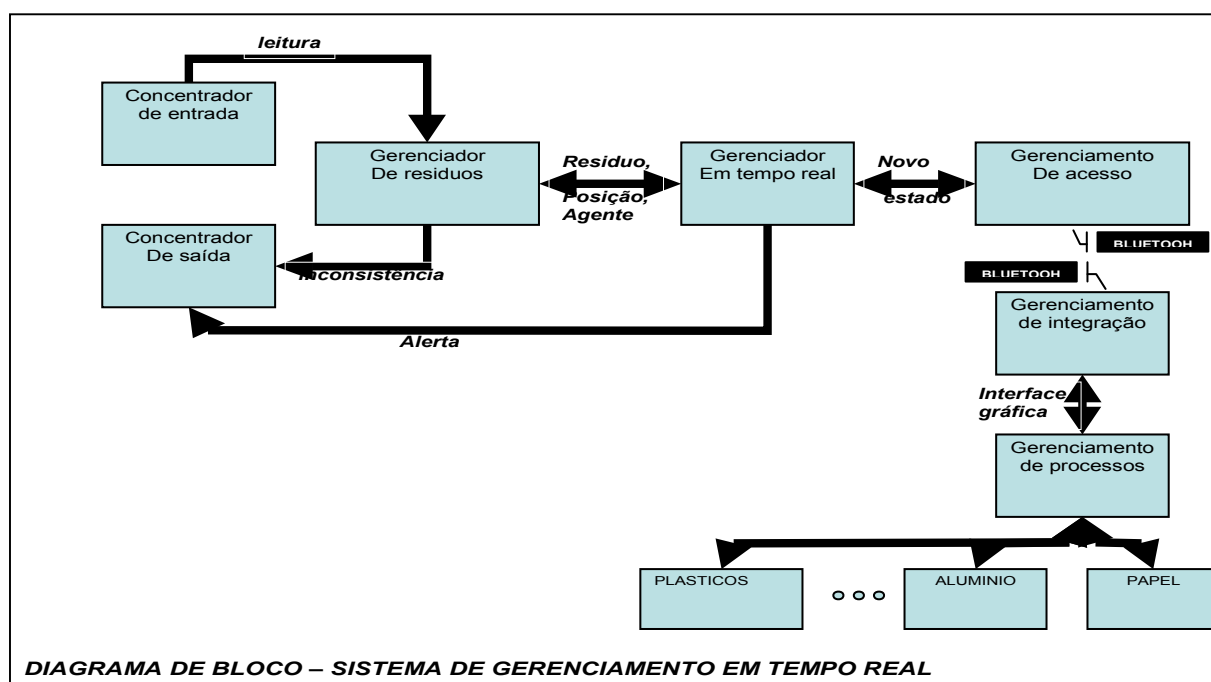 leitura
Concentrador
de entrada
Gerenciador
De residuos
Residuo,
Posição,
Agente
Gerenciador
Em tempo real
Novo
estado
Gerenciamento
De acesso
Concentrador
De saída
Inconsistência
Alerta
BLUETOOH
BLUETOOH
Gerenciamento
de integração
Interface
gráfica
Gerenciamento
de processos
PLASTICOS
ALUMINIO
PAPEL
DIAGRAMA DE BLOCO – SISTEMA DE GERENCIAMENTO EM TEMPO REAL